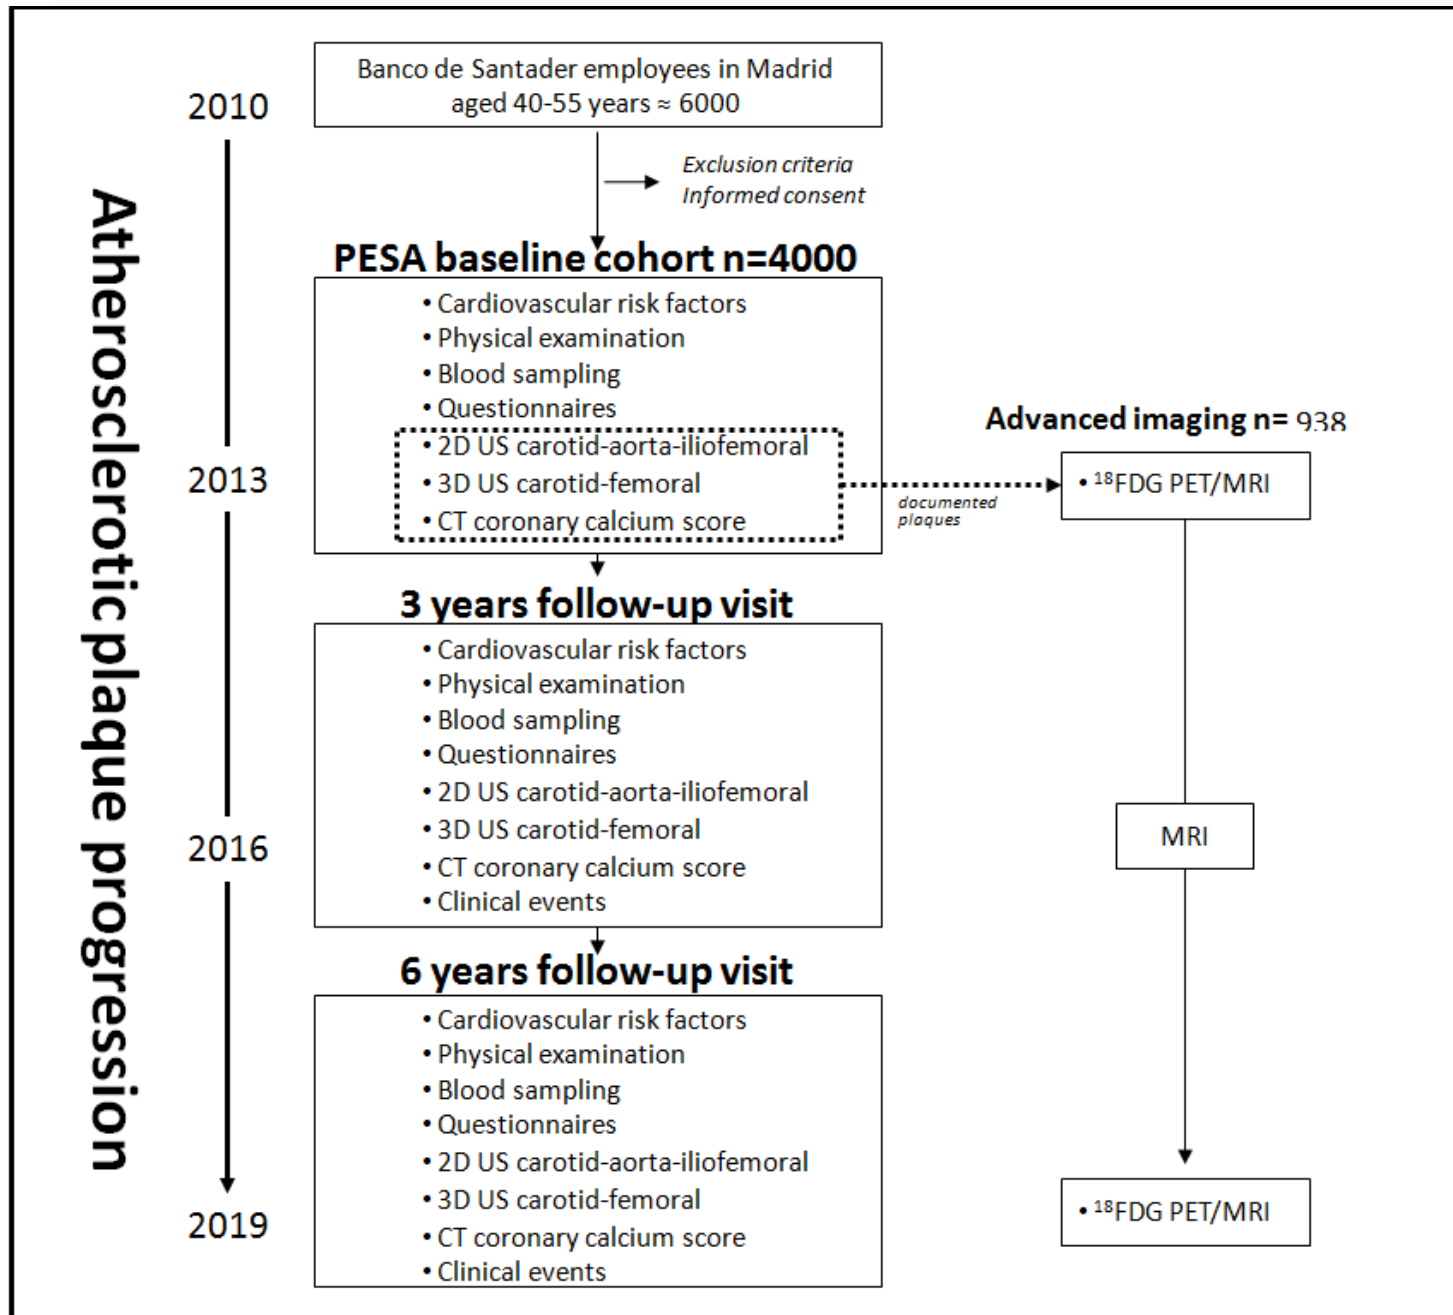 Atherosclerotic plaque progression
2010
2013
2016
2019
Banco de Santader employees in Madrid
aged 40-55 years ≈ 6000
Exclusion criteria
Informed consent
PESA baseline cohort n=4000
• Cardiovascular risk factors
• Physical examination
• Blood sampling
• Questionnaires
• 2D US carotid-aorta-iliofemoral
• 3D US carotid-femoral
• CT coronary calcium score
documented
plaques
Advanced imaging n= 938
• ¹⁸FDG PET/MRI
3 years follow-up visit
• Cardiovascular risk factors
• Physical examination
• Blood sampling
• Questionnaires
• 2D US carotid-aorta-iliofemoral
• 3D US carotid-femoral
• CT coronary calcium score
• Clinical events
MRI
6 years follow-up visit
• Cardiovascular risk factors
• Physical examination
• Blood sampling
• Questionnaires
• 2D US carotid-aorta-iliofemoral
• 3D US carotid-femoral
• CT coronary calcium score
• Clinical events
• ¹⁸FDG PET/MRI